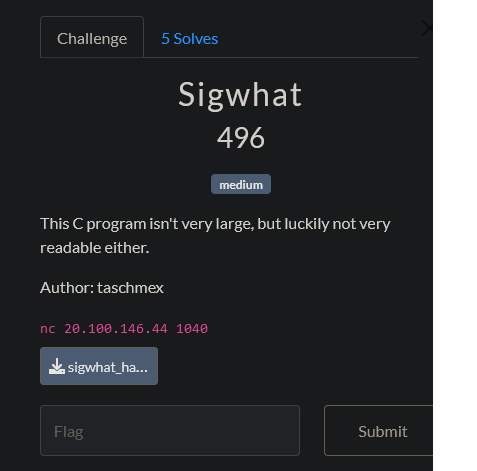 Challenge
5 Solves
Sigwhat
496
medium
This C program isn't very large, but luckily not very
readable either.
Author: taschmex
nc 20.100.146.44 1040
sigwhat_ha...
Flag
Submit